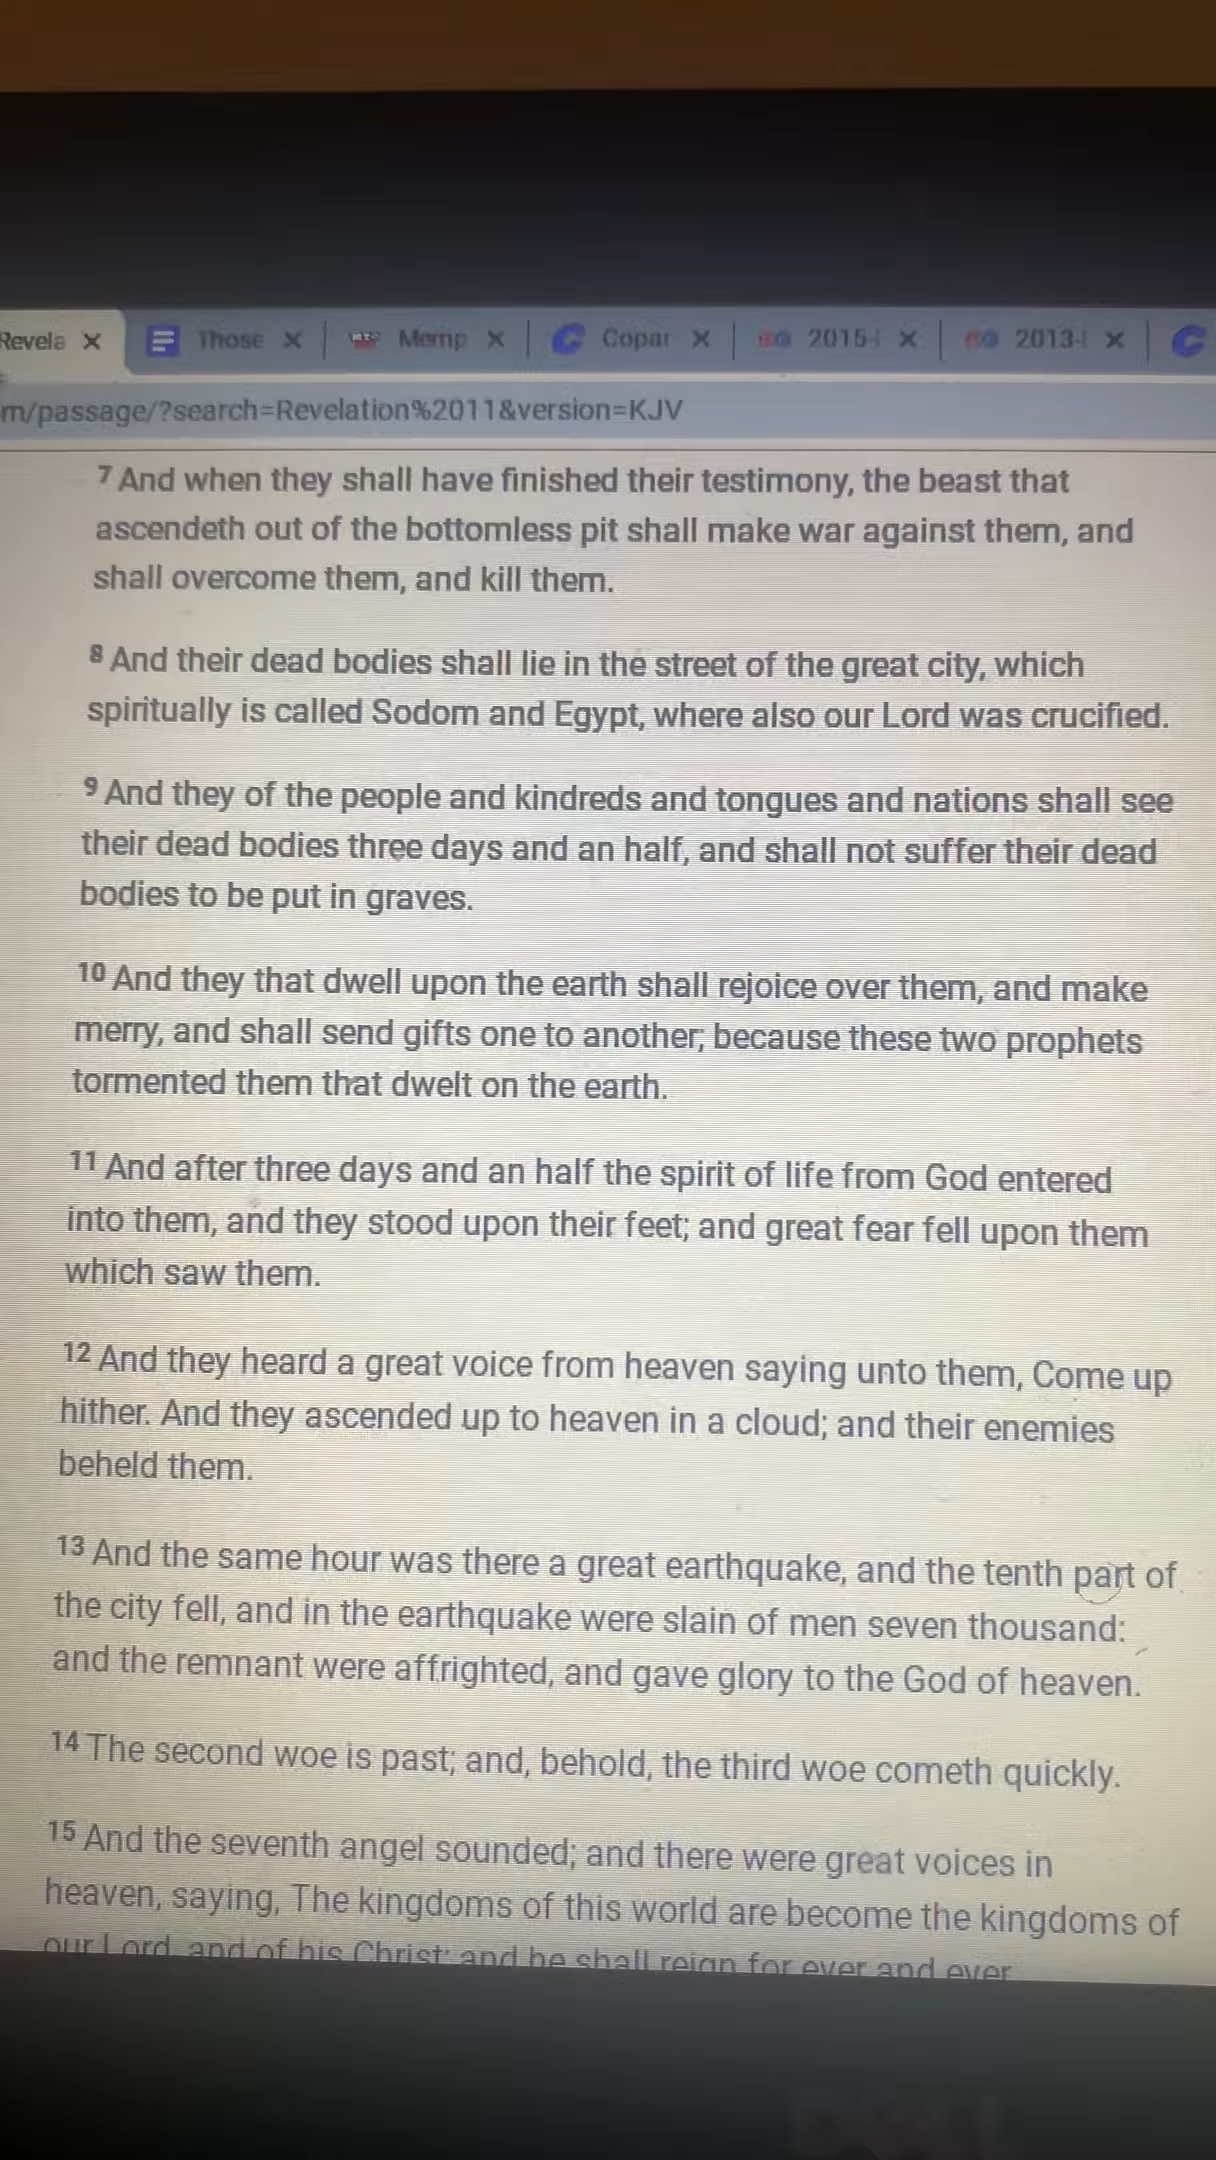 Revela
Those
Memp
Copar
2015-
2013-
m/passage/?search=Revelation%2011&version=KJV
7 And when they shall have finished their testimony, the beast that
ascendeth out of the bottomless pit shall make war against them, and
shall overcome them, and kill them.
8 And their dead bodies shall lie in the street of the great city, which
spiritually is called Sodom and Egypt, where also our Lord was crucified.
9 And they of the people and kindreds and tongues and nations shall see
their dead bodies three days and an half, and shall not suffer their dead
bodies to be put in graves.
10 And they that dwell upon the earth shall rejoice over them, and make
merry, and shall send gifts one to another; because these two prophets
tormented them that dwelt on the earth.
11 And after three days and an half the spirit of life from God entered
into them, and they stood upon their feet; and great fear fell upon them
which saw them.
12 And they heard a great voice from heaven saying unto them, Come up
hither. And they ascended up to heaven in a cloud; and their enemies
beheld them.
13 And the same hour was there a great earthquake, and the tenth part of
the city fell, and in the earthquake were slain of men seven thousand:
and the remnant were affrighted, and gave glory to the God of heaven.
14 The second woe is past; and, behold, the third woe cometh quickly.
15 And the seventh angel sounded; and there were great voices in
heaven, saying, The kingdoms of this world are become the kingdoms of
our Lord, and of his Christ; and he shall reign for ever and ever